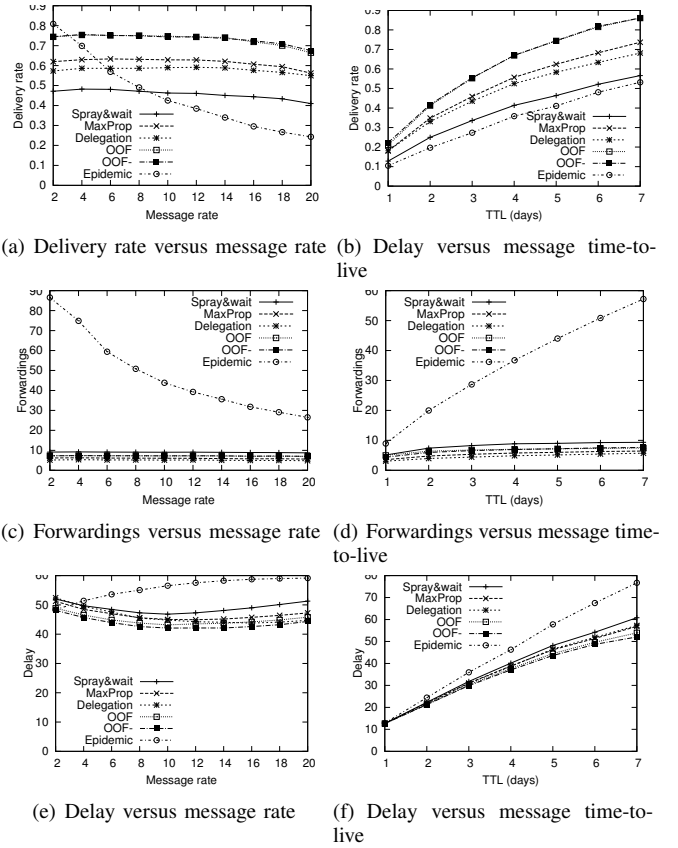 0.9
0.8
0.7
0.6
0.5
0.4
0.3
0.2
0.1
0
Delivery rate
Spray&wait
MaxProp
Delegation
OOF
OOF-
Epidemic
2 4 6 8 10 12 14 16 18 20
Message rate
0.9
0.8
0.7
0.6
0.5
0.4
0.3
0.2
0.1
0
Delivery rate
Spray&wait
MaxProp
Delegation
OOF
OOF-
Epidemic
1 2 3 4 5 6 7
TTL (days)
(a) Delivery rate versus message rate
(b) Delay versus message time-to-
live
90
80
70
60
50
40
30
20
10
0
Forwardings
Spray&wait
MaxProp
Delegation
OOF
OOF-
Epidemic
2 4 6 8 10 12 14 16 18 20
Message rate
60
50
40
30
20
10
0
Forwardings
Spray&wait
MaxProp
Delegation
OOF
OOF-
Epidemic
1 2 3 4 5 6 7
TTL (days)
(c) Forwardings versus message rate
(d) Forwardings versus message time-
to-live
60
50
40
30
20
10
0
Delay
Spray&wait
MaxProp
Delegation
OOF
OOF-
Epidemic
2 4 6 8 10 12 14 16 18 20
Message rate
80
70
60
50
40
30
20
10
0
Delay
Spray&wait
MaxProp
Delegation
OOF
OOF-
Epidemic
1 2 3 4 5 6 7
TTL (days)
(e) Delay versus message rate
(f) Delay versus message time-to-
live